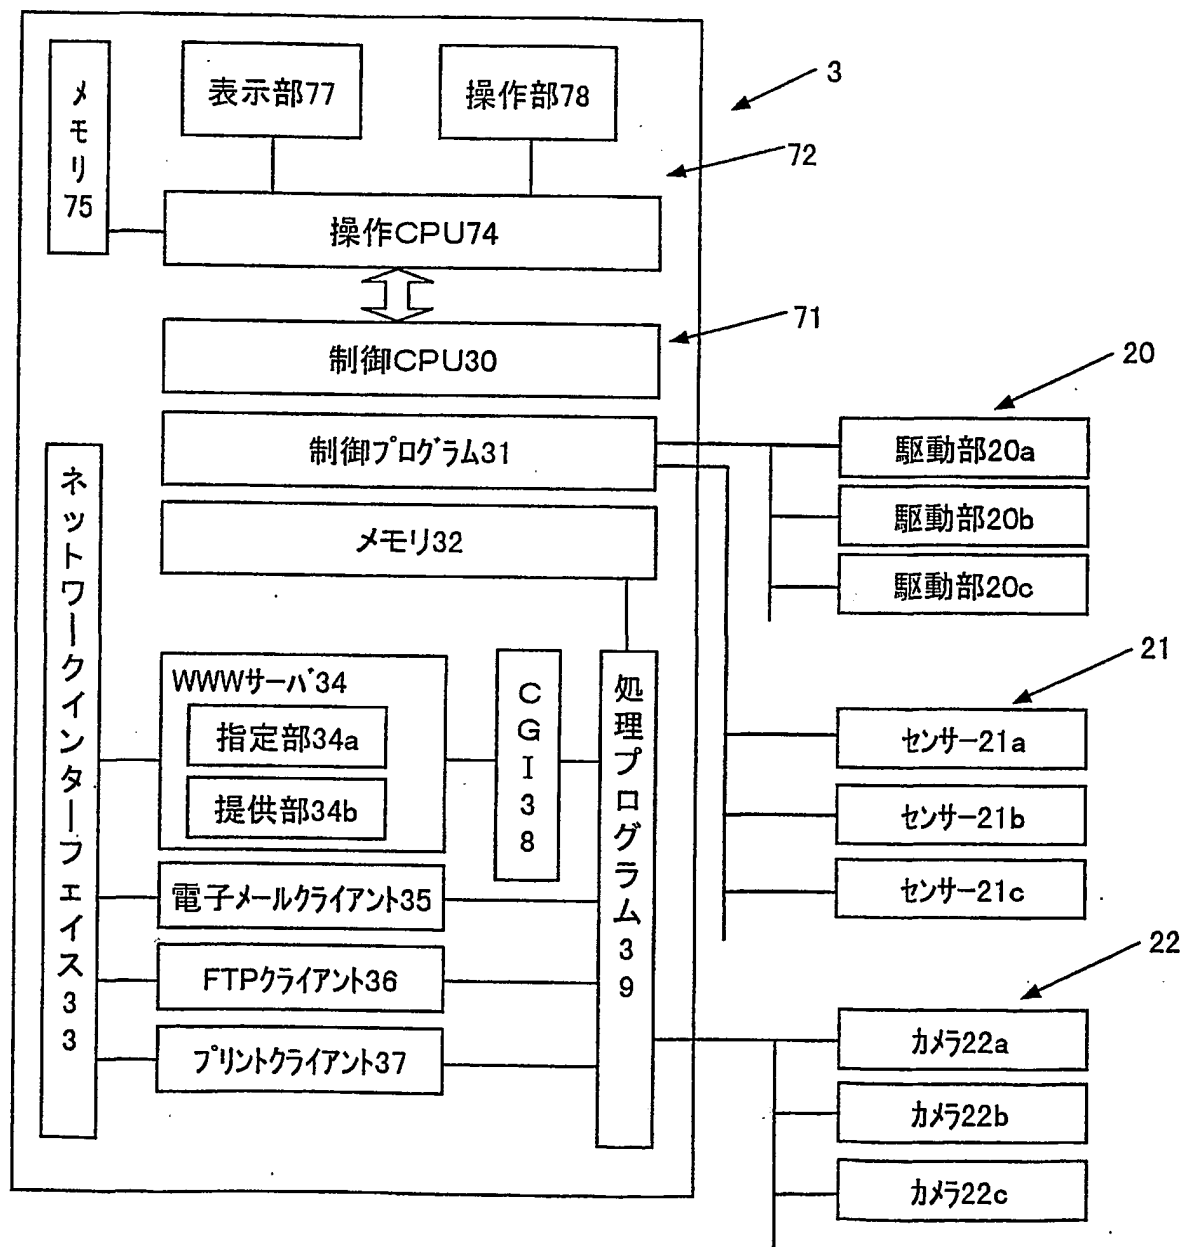 3
メモリ75
表示部77
操作部78
72
操作CPU74
71
制御CPU30
20
制御プログラム31
駆動部20a
駆動部20b
メモリ32
駆動部20c
ネットワークインターフェイス33
21
WWWサーバ34
指定部34a
提供部34b
CGI38
処理プログラム39
センサー21a
センサー21b
センサー21c
電子メールクライアント35
22
FTPクライアント36
プリントクライアント37
カメラ22a
カメラ22b
カメラ22c